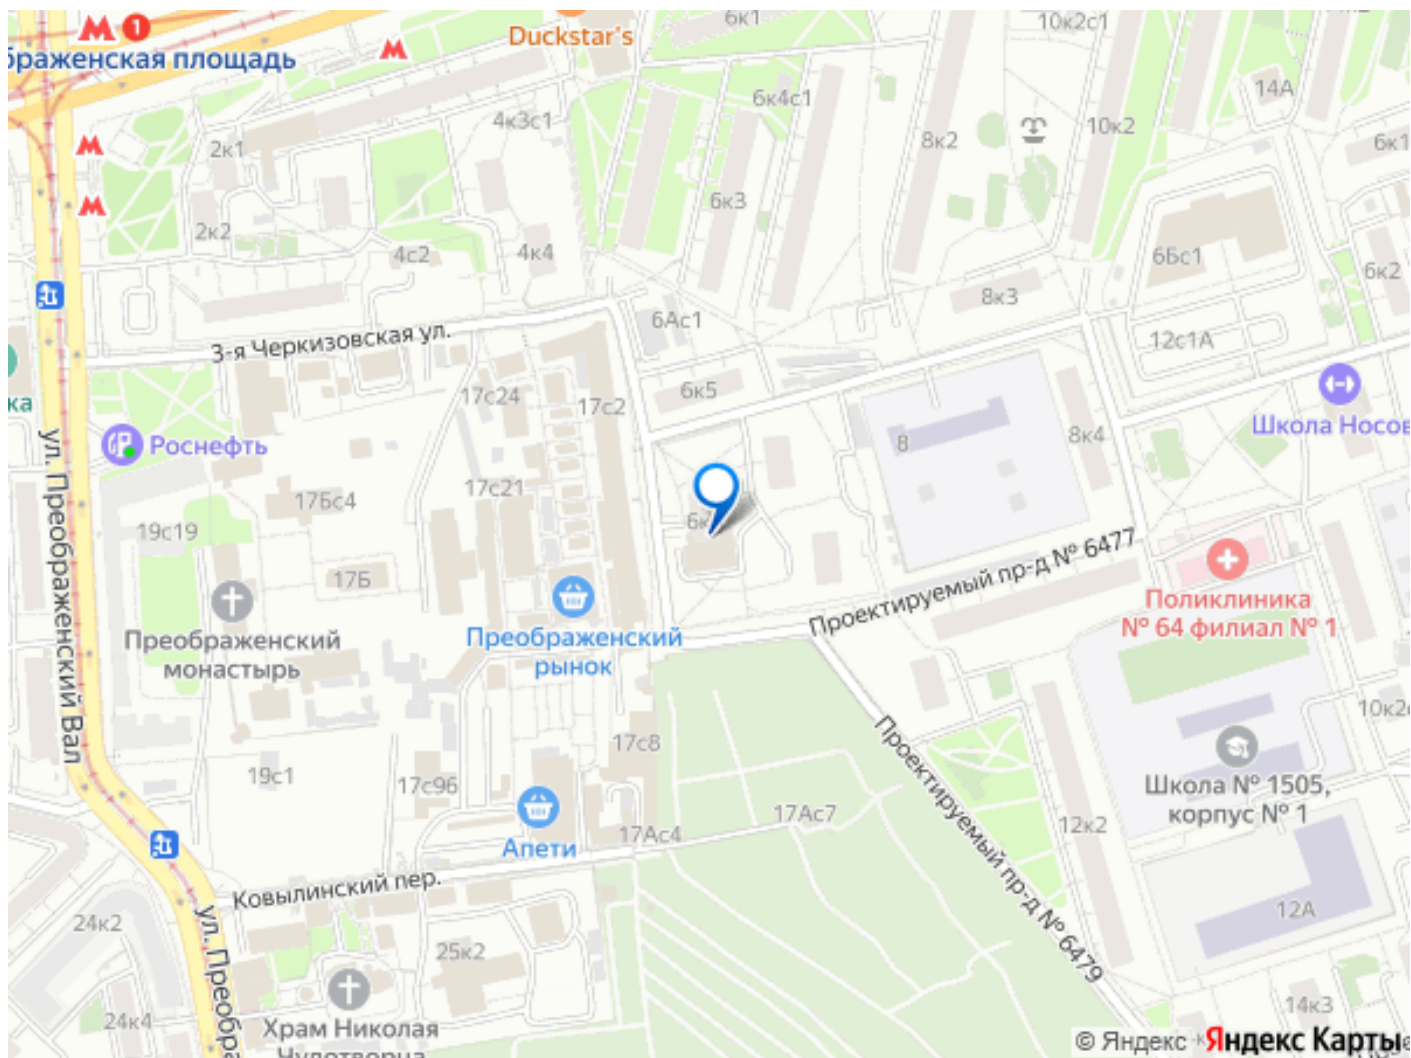 1
браженская площадь
Duckstar's
6к1
10к2с1
14А
6к4с1
4к3с1
2к1
8к2
10к2
6к1
6к3
2к2
4с2
4к4
6Бс1
6к2
8к3
6Ас1
12с1А
3-я Черкизовская ул.
6к5
17с24
17с2
ка
Роснефть
8
8к4
Школа Носов
17с21
17Бс4
19с19
ул. Преображенский Вал
17Б
Проектируемый пр-д № 6477
Преображенский
монастырь
Преображенский
рынок
Поликлиника
№ 64 филиал № 1
17с8
19с1
17с96
10к2
Школа № 1505,
корпус № 1
Проектируемый пр-д № 6479
17Ас7
17Ас4
12к2
Апети
Ковылинский пер.
12А
24к2
ул. Преобра
25к2
24к4
Храм Николая
Чудотворца
14к3
© Яндекс
Яндекс Карты